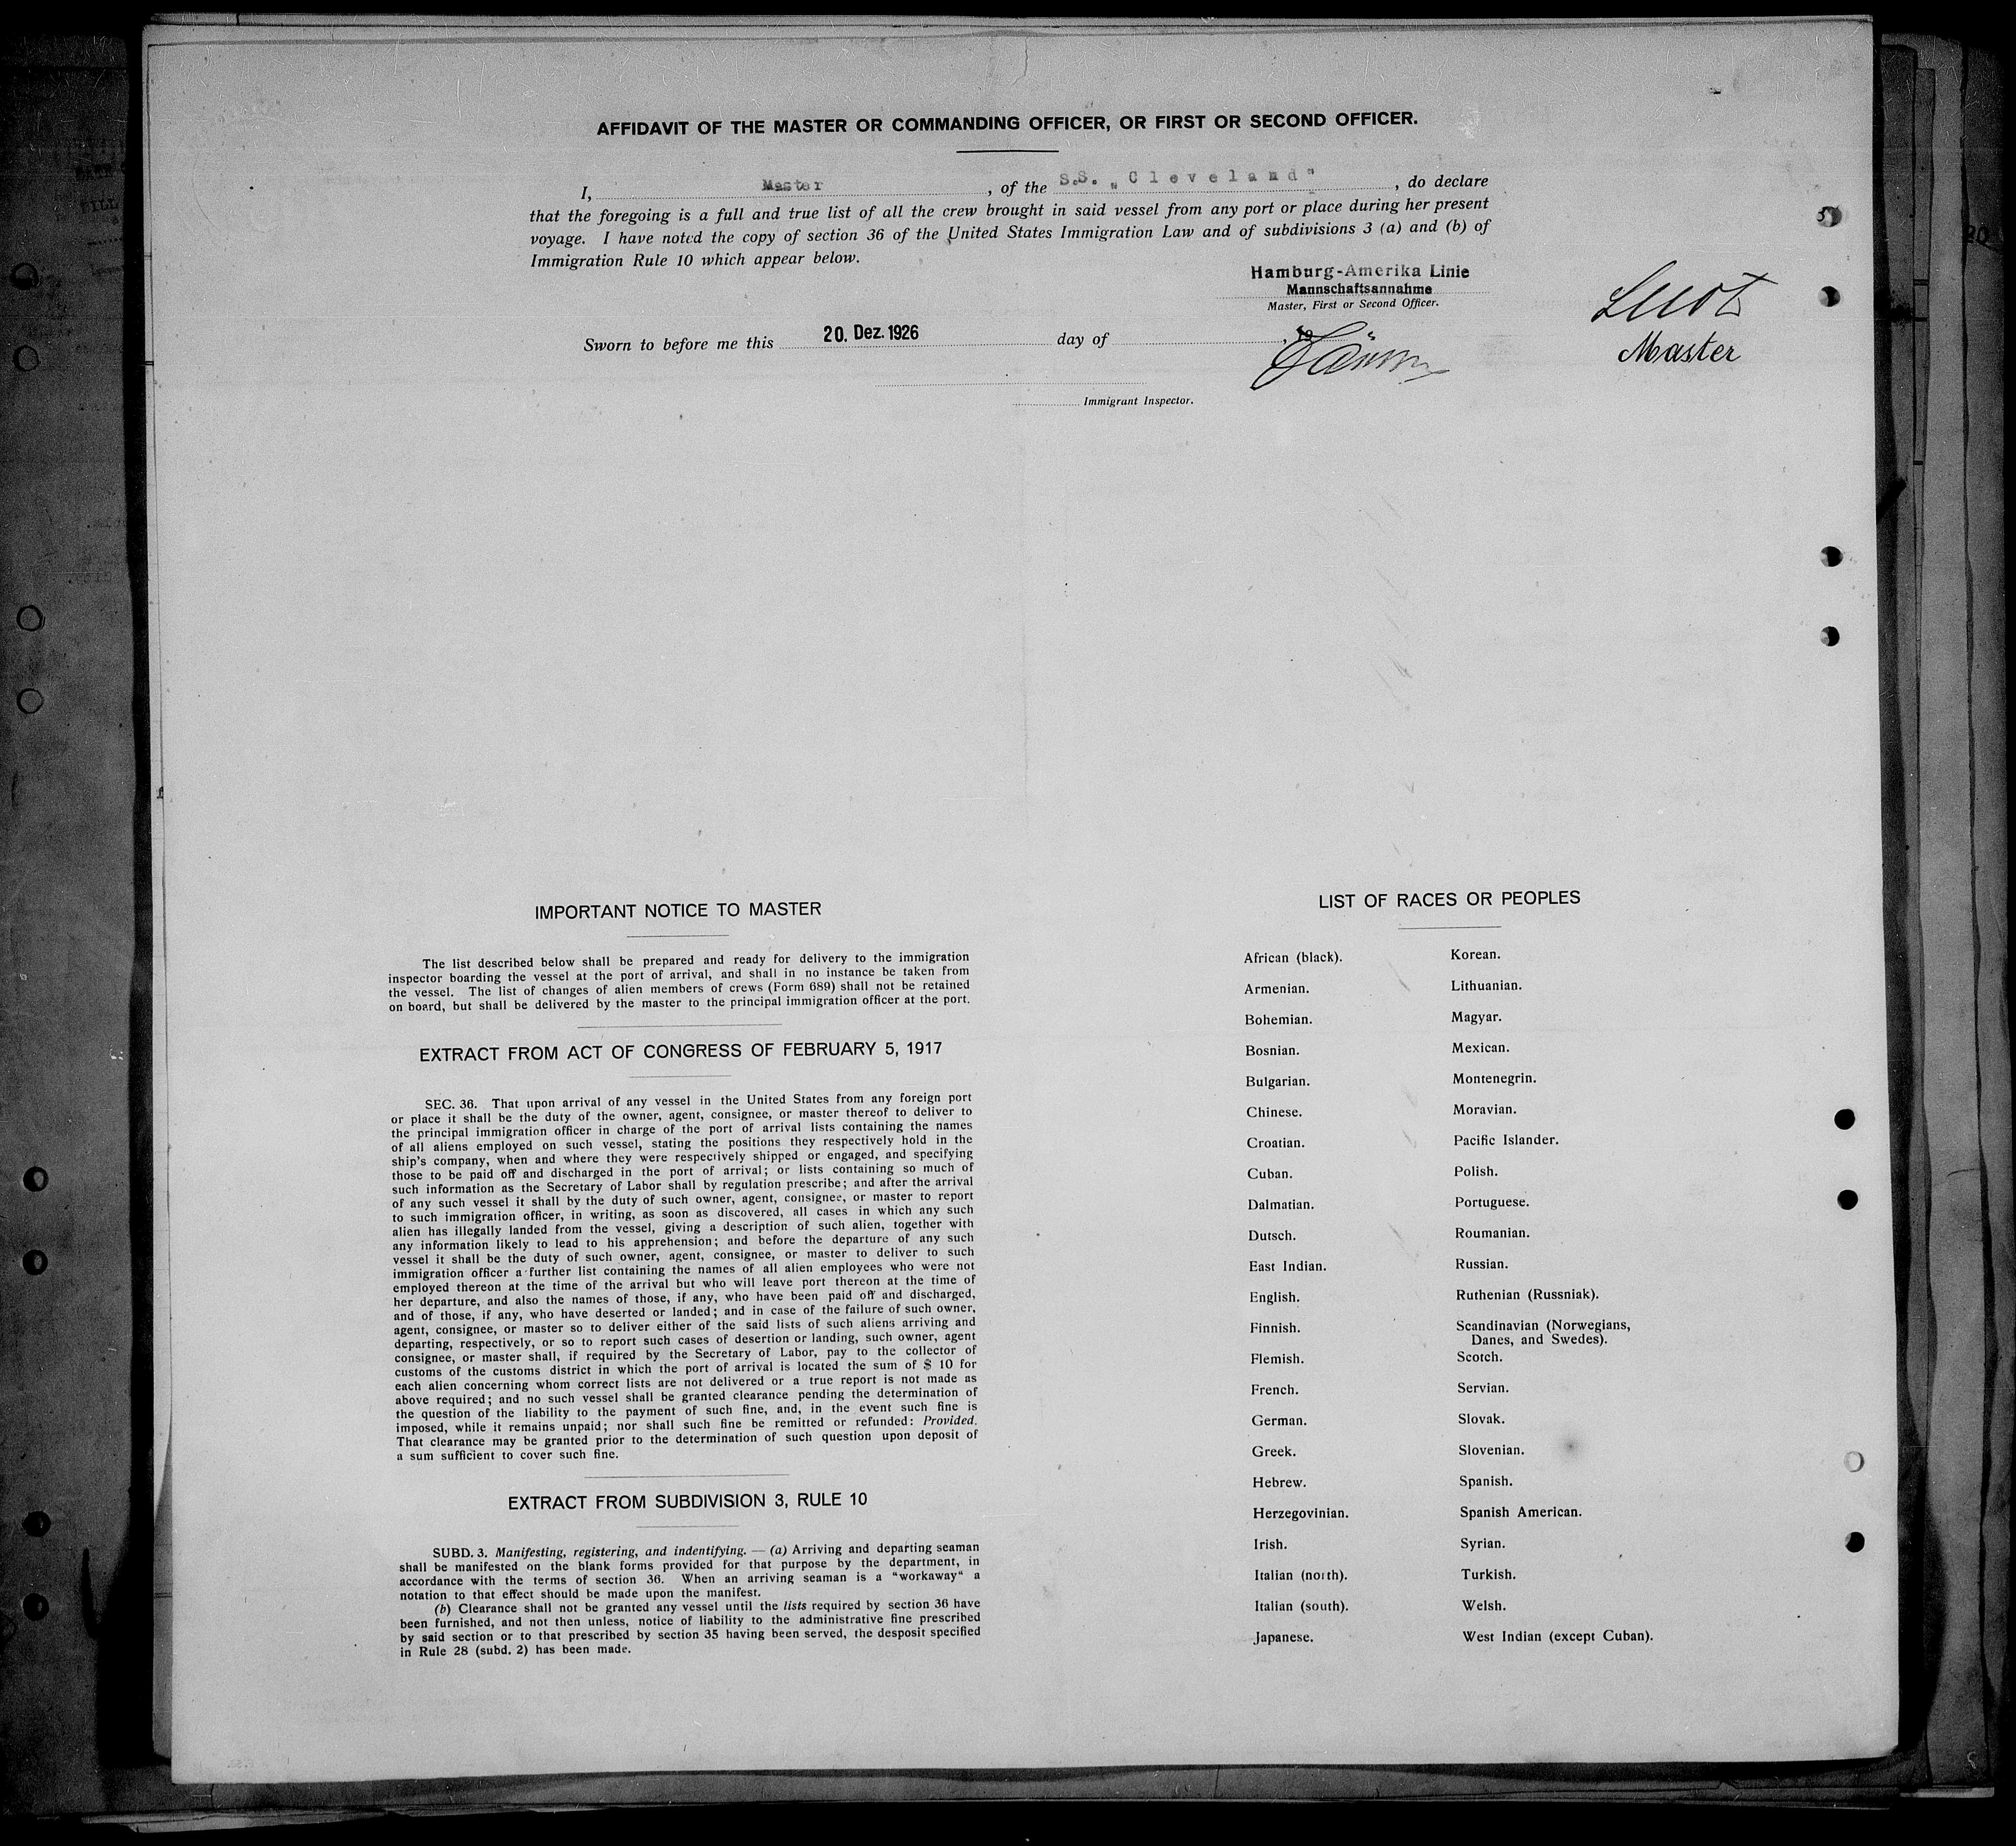 AFFIDAVIT OF THE MASTER OR COMMANDING OFFICER, OR FIRST OR SECOND OFFICER.
I, Master, of the S.S. „Cleveland", do declare
that the foregoing is a full and true list of all the crew brought in said vessel from any port or place during her present
voyage. I have noted the copy of section 36 of the United States Immigration Law and of subdivisions 3 (a) and (b) of
Immigration Rule 10 which appear below.
Hamburg-Amerika Linie
Mannschaftsannahme
Master, First or Second Officer.
Master
Sworn to before me this 20. Dez. 1926 day of , 19
Immigrant Inspector.
IMPORTANT NOTICE TO MASTER
The list described below shall be prepared and ready for delivery to the immigration
inspector boarding the vessel at the port of arrival, and shall in no instance be taken from
the vessel. The list of changes of alien members of crews (Form 689) shall not be retained
on board, but shall be delivered by the master to the principal immigration officer at the port.
EXTRACT FROM ACT OF CONGRESS OF FEBRUARY 5, 1917
SEC. 36. That upon arrival of any vessel in the United States from any foreign port
or place it shall be the duty of the owner, agent, consignee, or master thereof to deliver to
the principal immigration officer in charge of the port of arrival lists containing the names
of all aliens employed on such vessel, stating the positions they respectively hold in the
ship's company, when and where they were respectively shipped or engaged, and specifying
those to be paid off and discharged in the port of arrival; or lists containing so much of
such information as the Secretary of Labor shall by regulation prescribe; and after the arrival
of any such vessel it shall by the duty of such owner, agent, consignee, or master to report
to such immigration officer, in writing, as soon as discovered, all cases in which any such
alien has illegally landed from the vessel, giving a description of such alien, together with
any information likely to lead to his apprehension; and before the departure of any such
vessel it shall be the duty of such owner, agent, consignee, or master to deliver to such
immigration officer a further list containing the names of all alien employees who were not
employed thereon at the time of the arrival but who will leave port thereon at the time of
her departure, and also the names of those, if any, who have been paid off and discharged,
and of those, if any, who have deserted or landed; and in case of the failure of such owner,
agent, consignee, or master so to deliver either of the said lists of such aliens arriving and
departing, respectively, or so to report such cases of desertion or landing, such owner, agent
consignee, or master shall, if required by the Secretary of Labor, pay to the collector of
customs of the customs district in which the port of arrival is located the sum of $ 10 for
each alien concerning whom correct lists are not delivered or a true report is not made as
above required; and no such vessel shall be granted clearance pending the determination of
the question of the liability to the payment of such fine, and, in the event such fine is
imposed, while it remains unpaid; nor shall such fine be remitted or refunded: Provided.
That clearance may be granted prior to the determination of such question upon deposit of
a sum sufficient to cover such fine.
EXTRACT FROM SUBDIVISION 3, RULE 10
SUBD. 3. Manifesting, registering, and indentifying. — (a) Arriving and departing seaman
shall be manifested on the blank forms provided for that purpose by the department, in
accordance with the terms of section 36. When an arriving seaman is a "workaway“ a
notation to that effect should be made upon the manifest.
(b) Clearance shall not be granted any vessel until the lists required by section 36 have
been furnished, and not then unless, notice of liability to the administrative fine prescribed
by said section or to that prescribed by section 35 having been served, the desposit specified
in Rule 28 (subd. 2) has been made.
LIST OF RACES OR PEOPLES
African (black).
Armenian.
Bohemian.
Bosnian.
Bulgarian.
Chinese.
Croatian.
Cuban.
Dalmatian.
Dutsch.
East Indian.
English.
Finnish.
Flemish.
French.
German.
Greek.
Hebrew.
Herzegovinian.
Irish.
Italian (north).
Italian (south).
Japanese.
Korean.
Lithuanian.
Magyar.
Mexican.
Montenegrin.
Moravian.
Pacific Islander.
Polish.
Portuguese.
Roumanian.
Russian.
Ruthenian (Russniak).
Scandinavian (Norwegians,
Danes, and Swedes).
Scotch.
Servian.
Slovak.
Slovenian.
Spanish.
Spanish American.
Syrian.
Turkish.
Welsh.
West Indian (except Cuban).